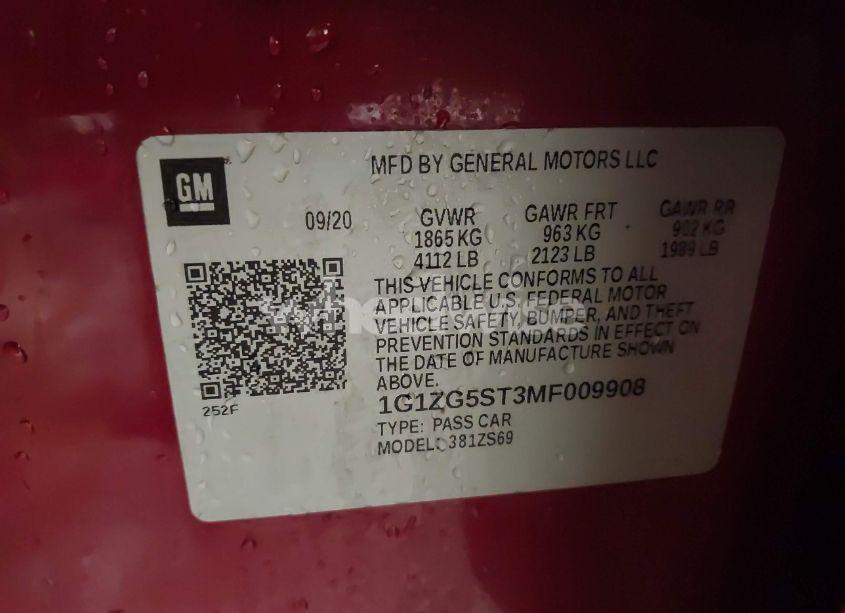 GM
MFD BY GENERAL MOTORS LLC
09/20
GVWR GAWR FRT GAWR RR
1865 KG 963 KG 902 KG
4112 LB 2123 LB 1989 LB
THIS VEHICLE CONFORMS TO ALL
APPLICABLE U.S. FEDERAL MOTOR
VEHICLE SAFETY, BUMPER, AND THEFT
PREVENTION STANDARDS IN EFFECT ON
THE DATE OF MANUFACTURE SHOWN
ABOVE.
252F
1G1ZG5ST3MF009908
TYPE: PASS CAR
MODEL: 381ZS69